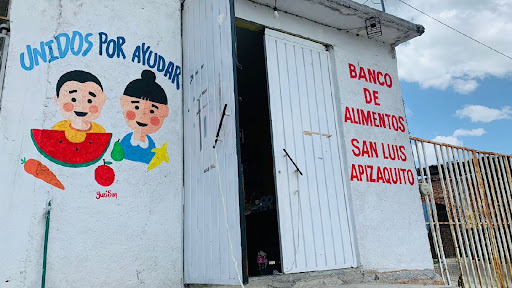 UNIDOS POR AYUDAR
BANCO
DE
ALIMENTOS
SAN LUIS
APIZAQUITO